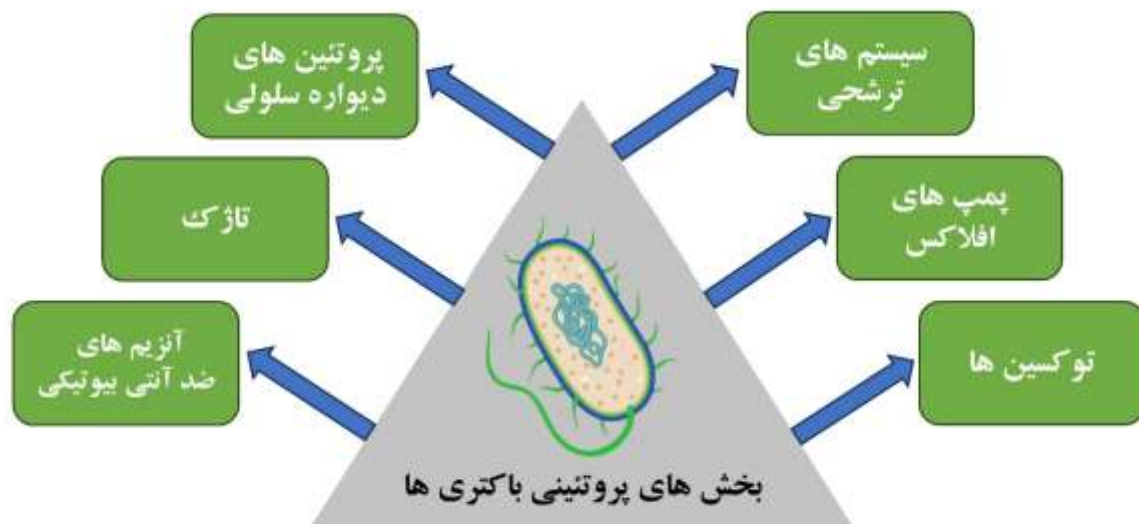 سیستم های
ترشحی
پروتئین های
دیواره سلولی
پمپ های
افلاکس
تاژک
توکسین ها
آنزیم های
ضد آنتی بیوتیکی
بخش های پروتئینی باکتری ها